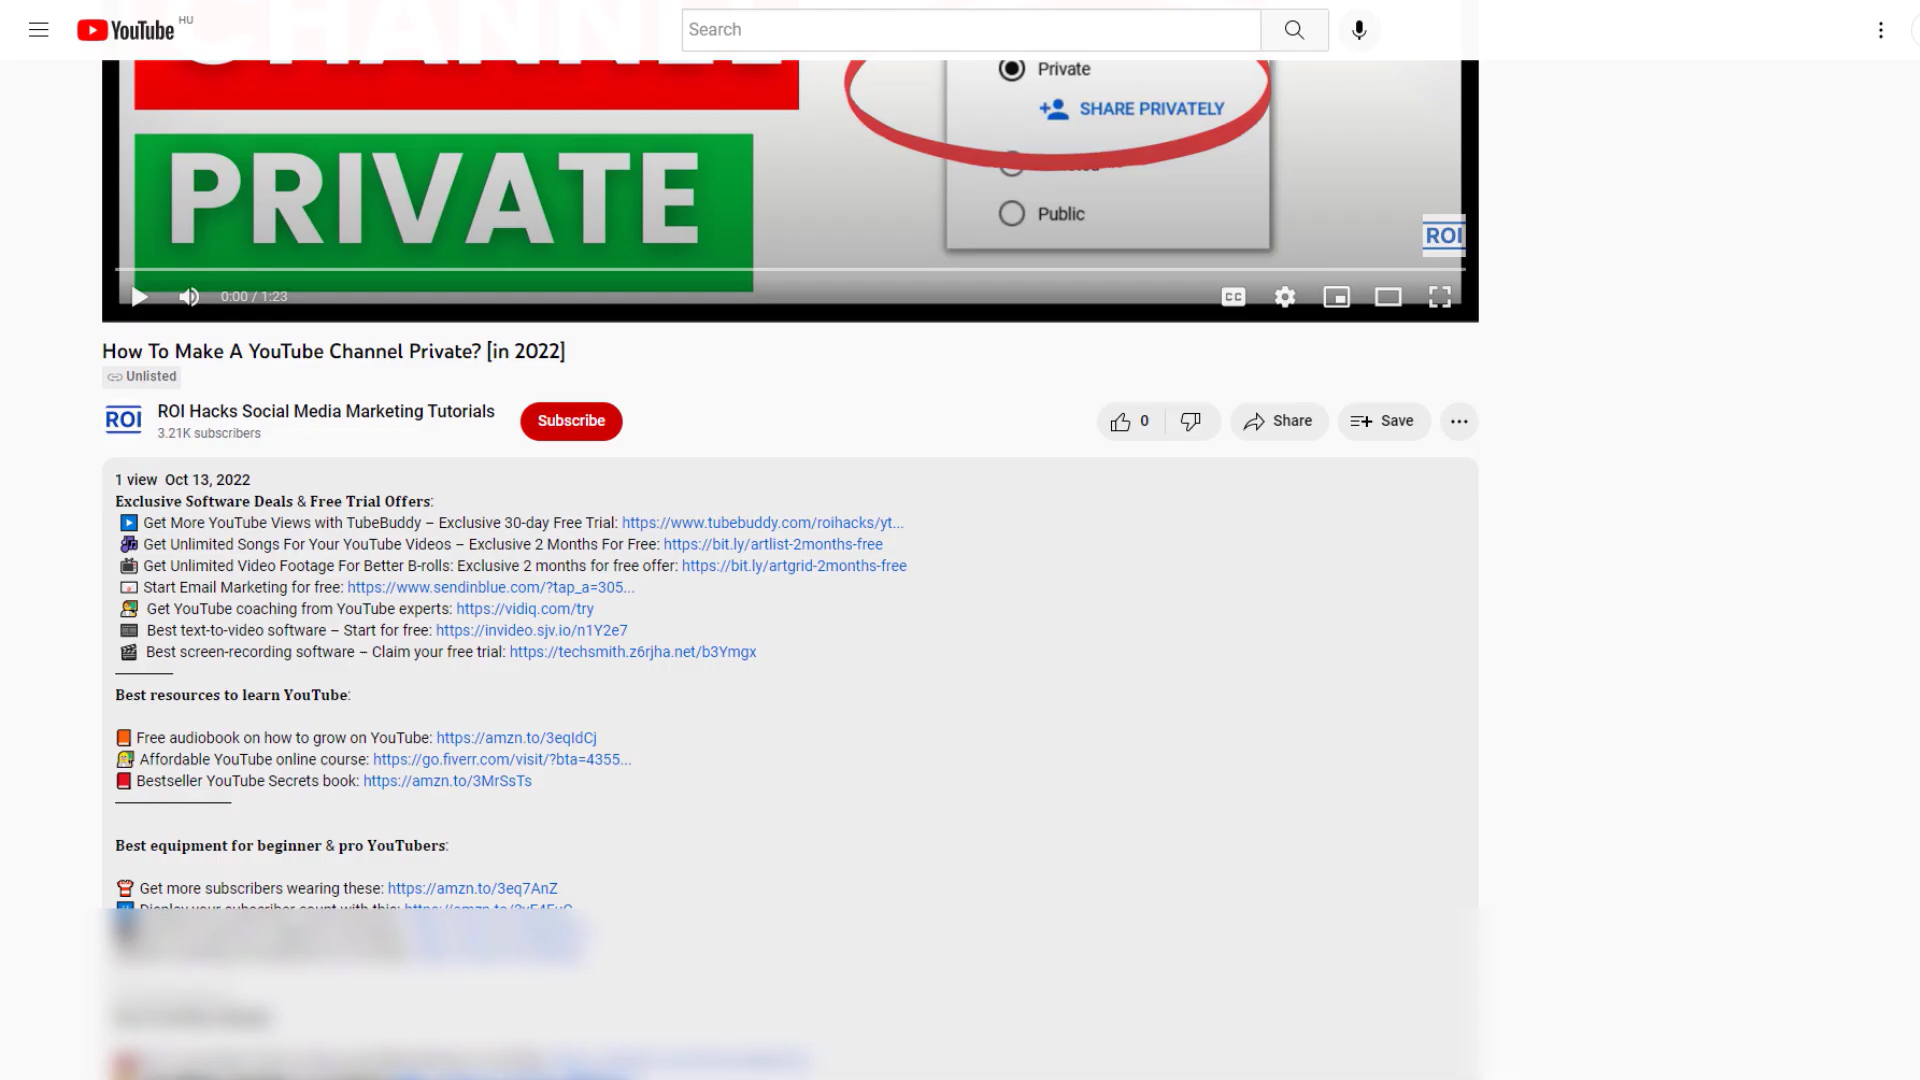 YouTube HU
Search
CHANNEL
Private
SHARE PRIVATELY
PRIVATE
Public
ROI
0:00 / 1:23
CC
How To Make A YouTube Channel Private? [in 2022]
Unlisted
ROI
ROI Hacks Social Media Marketing Tutorials
3.21K subscribers
Subscribe
0
Share
Save
1 view Oct 13, 2022
Exclusive Software Deals & Free Trial Offers:
Get More YouTube Views with TubeBuddy – Exclusive 30-day Free Trial: https://www.tubebuddy.com/roihacks/yt...
Get Unlimited Songs For Your YouTube Videos – Exclusive 2 Months For Free: https://bit.ly/artlist-2months-free
Get Unlimited Video Footage For Better B-rolls: Exclusive 2 months for free offer: https://bit.ly/artgrid-2months-free
Start Email Marketing for free: https://www.sendinblue.com/?tap_a=305...
Get YouTube coaching from YouTube experts: https://vidiq.com/try
Best text-to-video software – Start for free: https://invideo.sjv.io/n1Y2e7
Best screen-recording software – Claim your free trial: https://techsmith.z6rjha.net/b3Ymgx
Best resources to learn YouTube:
Free audiobook on how to grow on YouTube: https://amzn.to/3eqIdCj
Affordable YouTube online course: https://go.fiverr.com/visit/?bta=4355...
Bestseller YouTube Secrets book: https://amzn.to/3MrSsTs
Best equipment for beginner & pro YouTubers:
Get more subscribers wearing these: https://amzn.to/3eq7AnZ
Display your subscriber count with this: